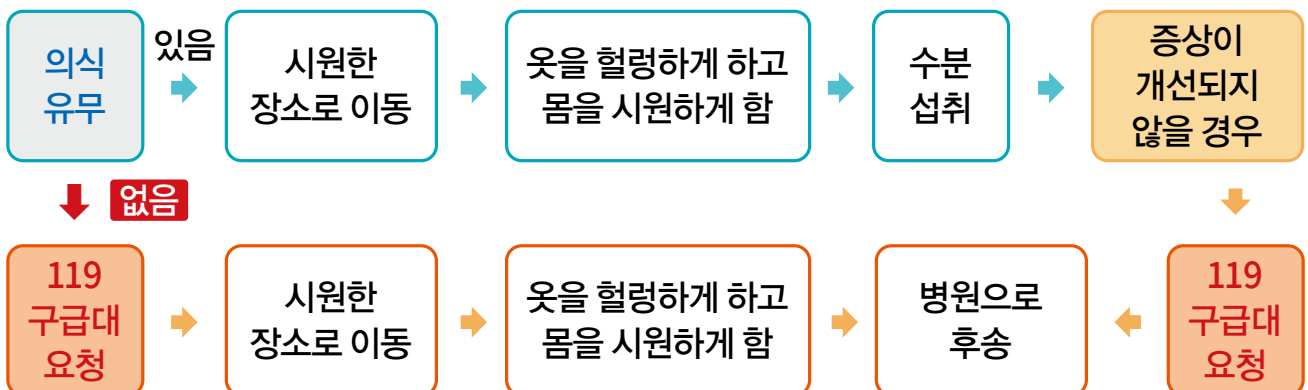 의식
유무
있음
시원한
장소로 이동
옷을 헐렁하게 하고
몸을 시원하게 함
수분
섭취
증상이
개선되지
않을 경우
없음
119
구급대
요청
시원한
장소로 이동
옷을 헐렁하게 하고
몸을 시원하게 함
병원으로
후송
119
구급대
요청